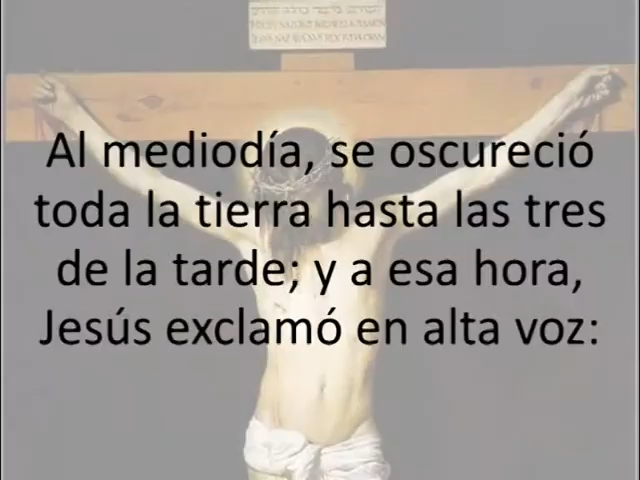 Al mediodía, se oscureció
toda la tierra hasta las tres
de la tarde; y a esa hora,
Jesús exclamó en alta voz: